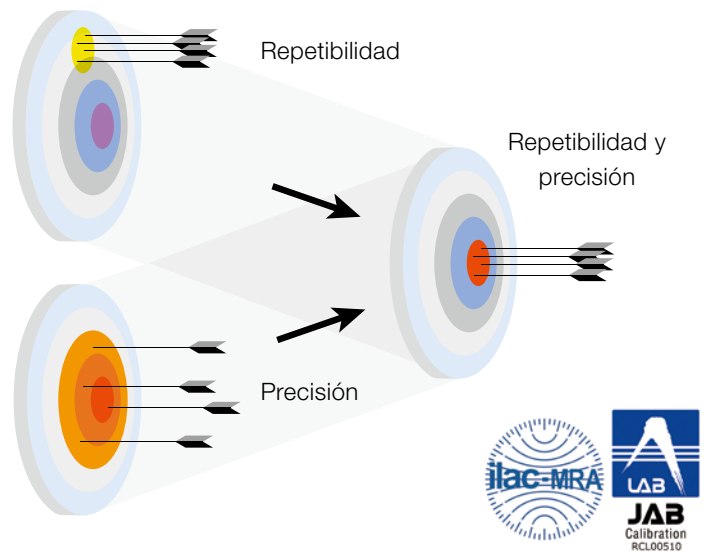 Repetibilidad
Repetibilidad y
precisión
Precisión
ilac-MRA
LAB
JAB
Calibration
RCL00510